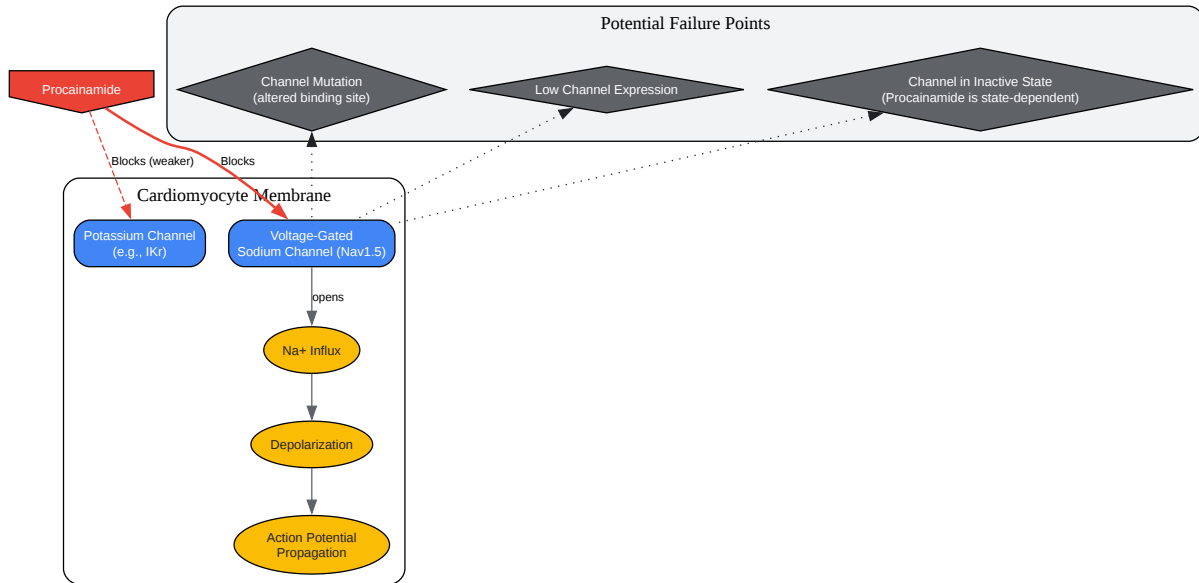 Potential Failure Points
Channel Mutation
(altered binding site)
Low Channel Expression
Channel in Inactive State
(Procainamide is state-dependent)
Procainamide
Blocks (weaker)
Blocks
Cardiomyocyte Membrane
Potassium Channel
(e.g., IKr)
Voltage-Gated
Sodium Channel (Nav1.5)
opens
Na+ Influx
Depolarization
Action Potential
Propagation